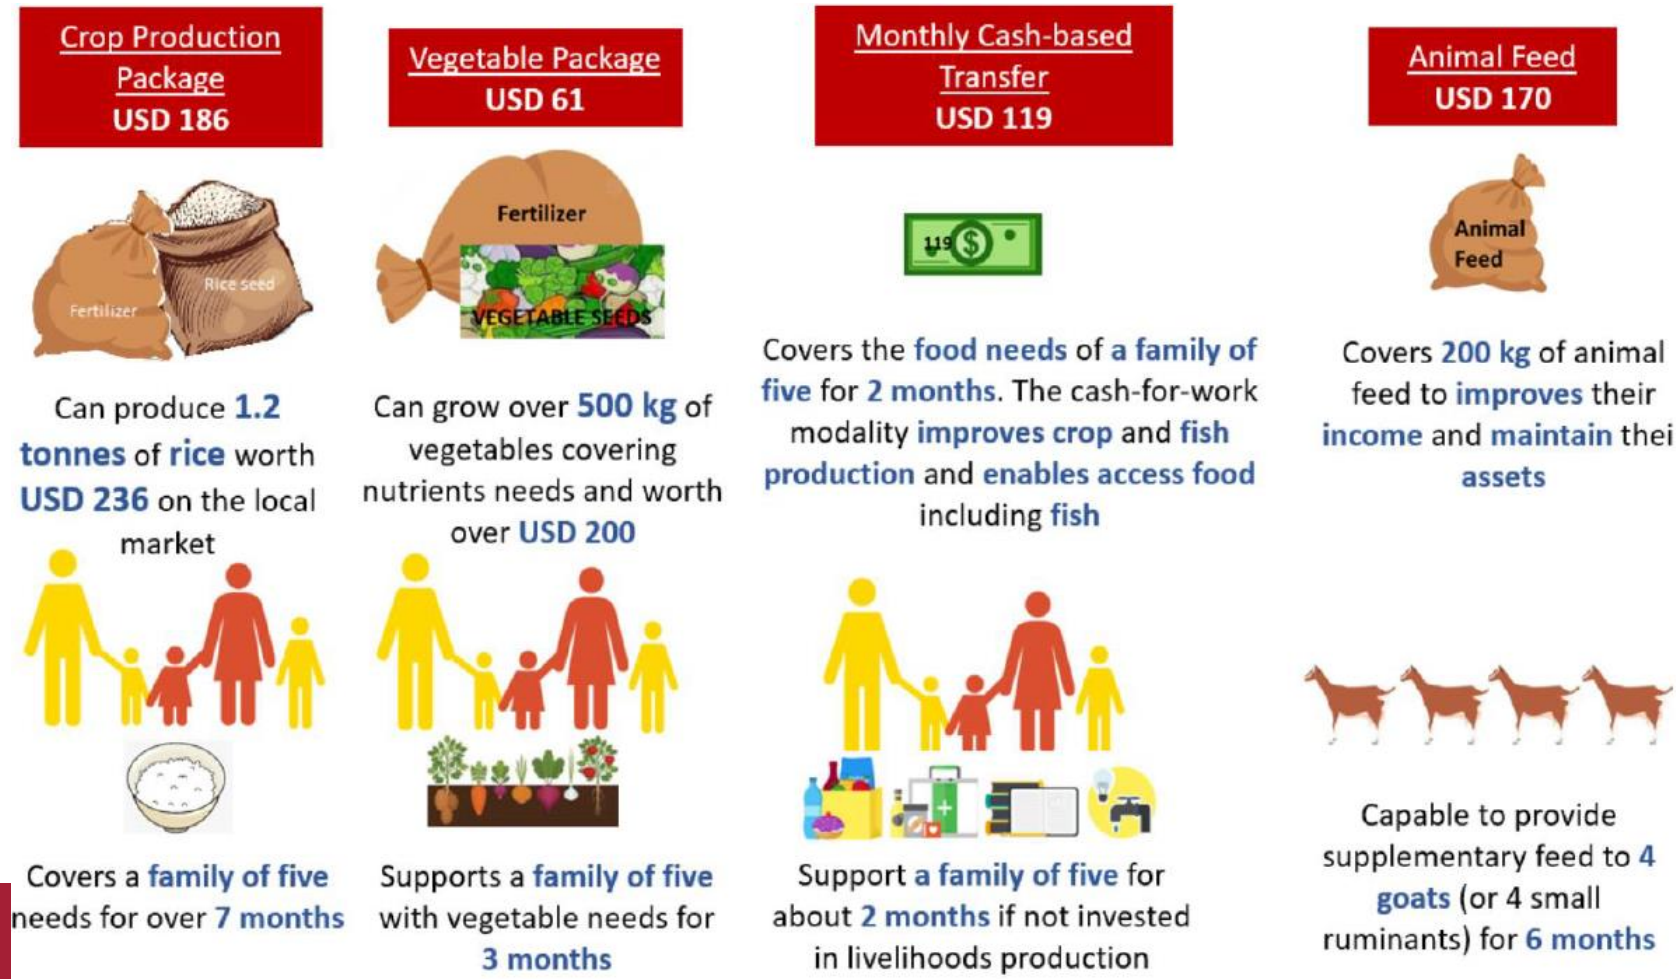 Crop Production
Package
USD 186
Fertilizer
Rice seed
Can produce 1.2
tonnes of rice worth
USD 236 on the local
market
Covers a family of five
needs for over 7 months
Vegetable Package
USD 61
Fertilizer
VEGETABLE SEEDS
Can grow over 500 kg of
vegetables covering
nutrients needs and worth
over USD 200
Supports a family of five
with vegetable needs for
3 months
Monthly Cash-based
Transfer
USD 119
119 $
Covers the food needs of a family of
five for 2 months. The cash-for-work
modality improves crop and fish
production and enables access food
including fish
Support a family of five for
about 2 months if not invested
in livelihoods production
Animal Feed
USD 170
Animal
Feed
Covers 200 kg of animal
feed to improves their
income and maintain thei
assets
Capable to provide
supplementary feed to 4
goats (or 4 small
ruminants) for 6 months